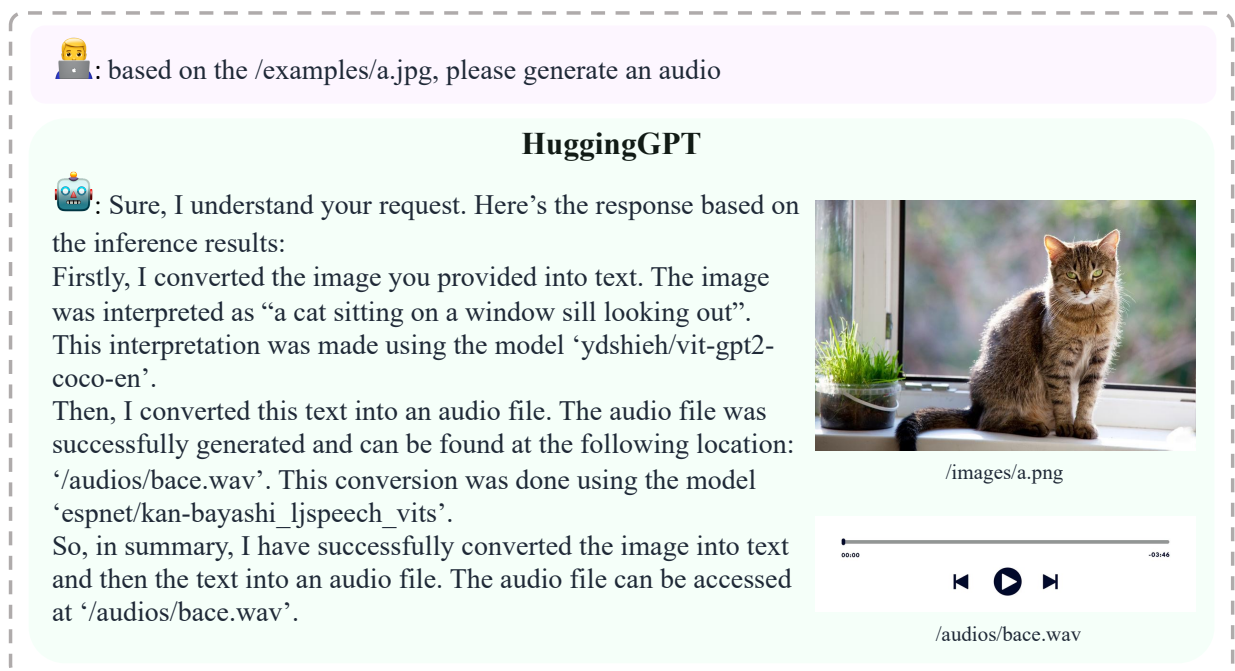 : based on the /examples/a.jpg, please generate an audio
HuggingGPT
: Sure, I understand your request. Here’s the response based on
the inference results:
Firstly, I converted the image you provided into text. The image
was interpreted as “a cat sitting on a window sill looking out”.
This interpretation was made using the model ‘ydshieh/vit-gpt2-
coco-en’.
Then, I converted this text into an audio file. The audio file was
successfully generated and can be found at the following location:
‘/audios/bace.wav’. This conversion was done using the model
‘espnet/kan-bayashi_ljspeech_vits’.
So, in summary, I have successfully converted the image into text
and then the text into an audio file. The audio file can be accessed
at ‘/audios/bace.wav’.
/images/a.png
00:00 -03:46
/audios/bace.wav